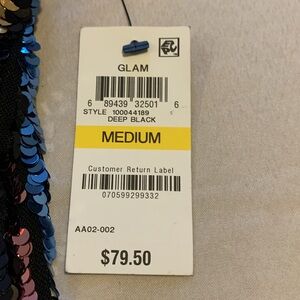 GLAM
6 89439 32501 6
STYLE 100044189
DEEP BLACK
MEDIUM
Customer Return Label
070599299332
AA02-002
$79.50